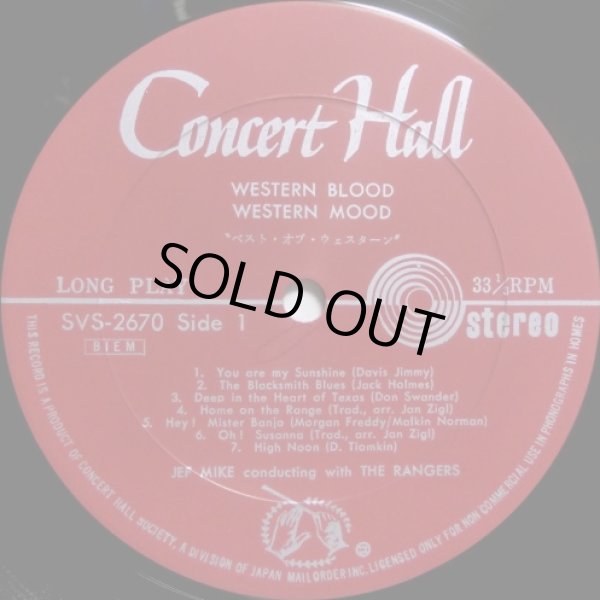 Concert Hall
WESTERN BLOOD
WESTERN MOOD
"ベスト・オブ・ウェスターン"
LONG PLAY
33 1/3 RPM
SOLD OUT
SVS-2670 Side 1
stereo
BIEM
1. You are my Sunshine (Davis Jimmy)
2. The Blacksmith Blues (Jack Holmes)
3. Deep in the Heart of Texas (Don Swander)
4. Home on the Range (Trad., arr. Jan Zigl)
5. Hey! Mister Banjo (Morgan Freddy/Malkin Norman)
6. Oh! Susanna (Trad., arr. Jan Zigl)
7. High Noon (D. Tiomkin)
JEF MIKE conducting with THE RANGERS
THIS RECORD IS A PRODUCT OF CONCERT HALL SOCIETY, A DIVISION OF JAPAN MAIL ORDER INC. LICENSED ONLY FOR NON COMMERCIAL USE IN PHONOGRAPHS IN HOMES